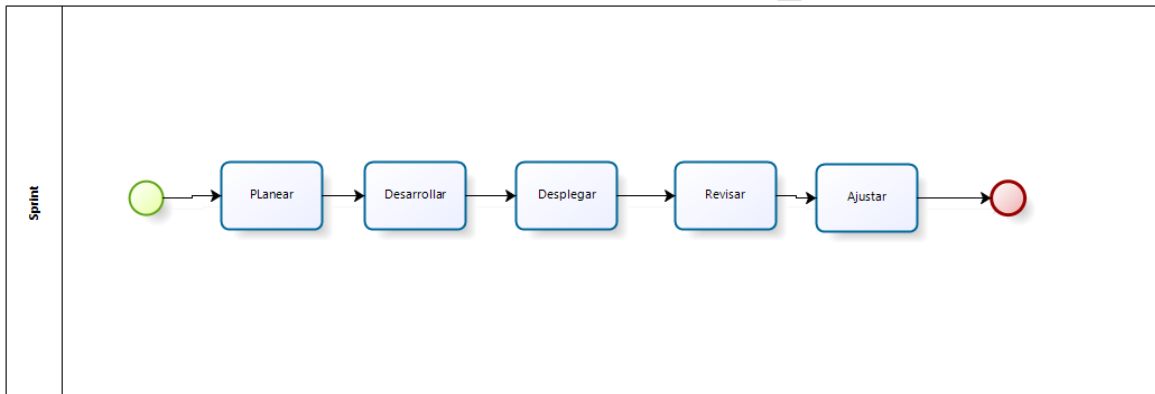 Sprint
PLanear
Desarrollar
Desplegar
Revisar
Ajustar